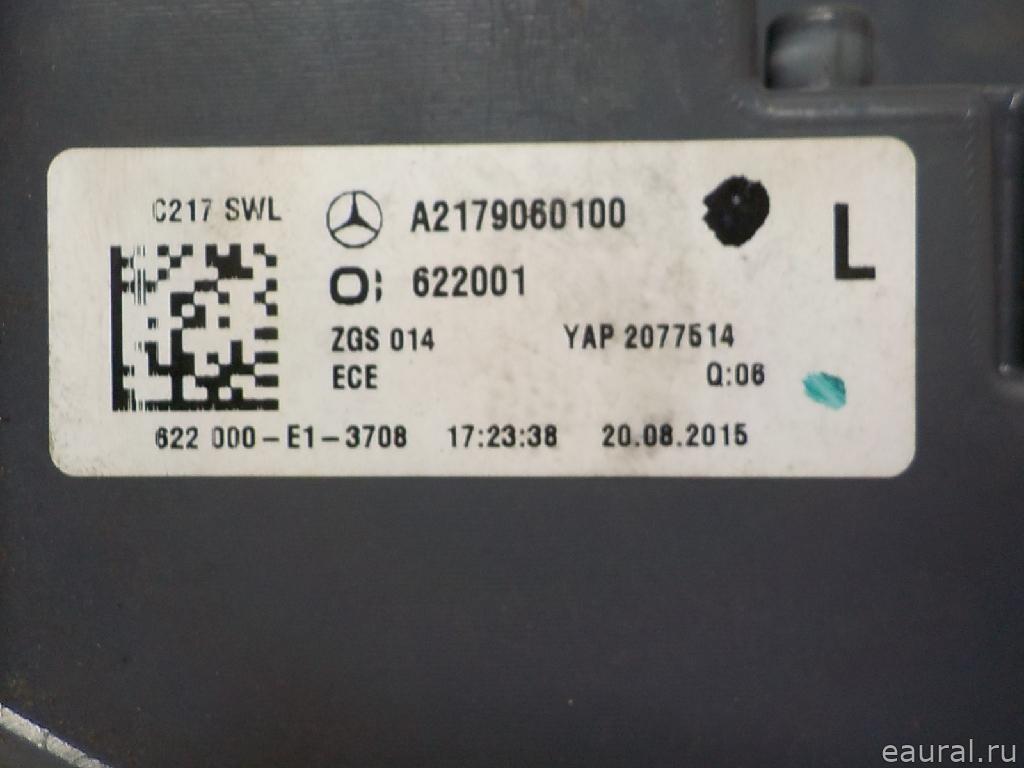 C217 SWL
A2179060100
L
622001
ZGS 014 YAP 2077514
ECE Q:06
622 000-E1-3708 17:23:38 20.08.2015
eaural.ru